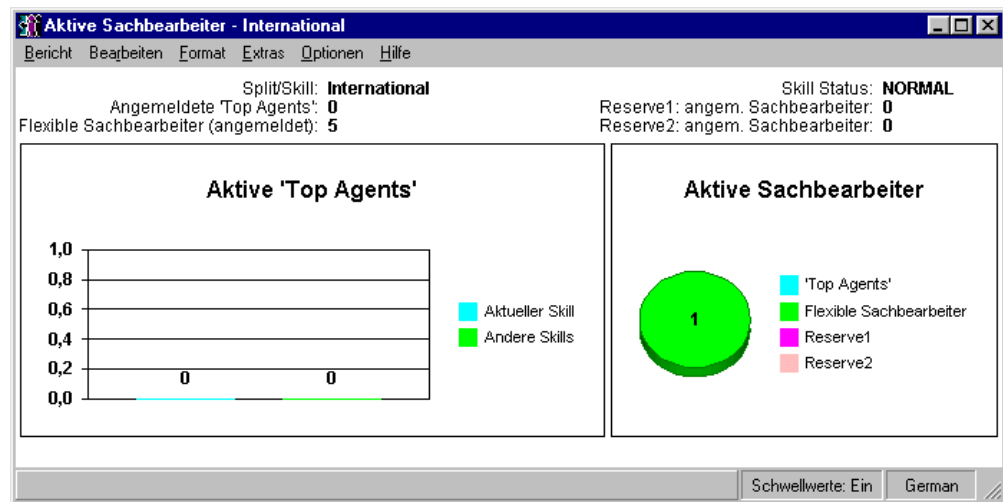 Aktive Sachbearbeiter - International
Bericht Bearbeiten Format Extras Optionen Hilfe
Split/Skill: International
Angemeldete 'Top Agents': 0
Flexible Sachbearbeiter (angemeldet): 5
Skill Status: NORMAL
Reserve1: angem. Sachbearbeiter: 0
Reserve2: angem. Sachbearbeiter: 0
Aktive 'Top Agents'
1,0
0,8
0,6
0,4
0,2
0,0
0 0
Aktueller Skill
Andere Skills
Aktive Sachbearbeiter
1
'Top Agents'
Flexible Sachbearbeiter
Reserve1
Reserve2
Schwellwerte: Ein German